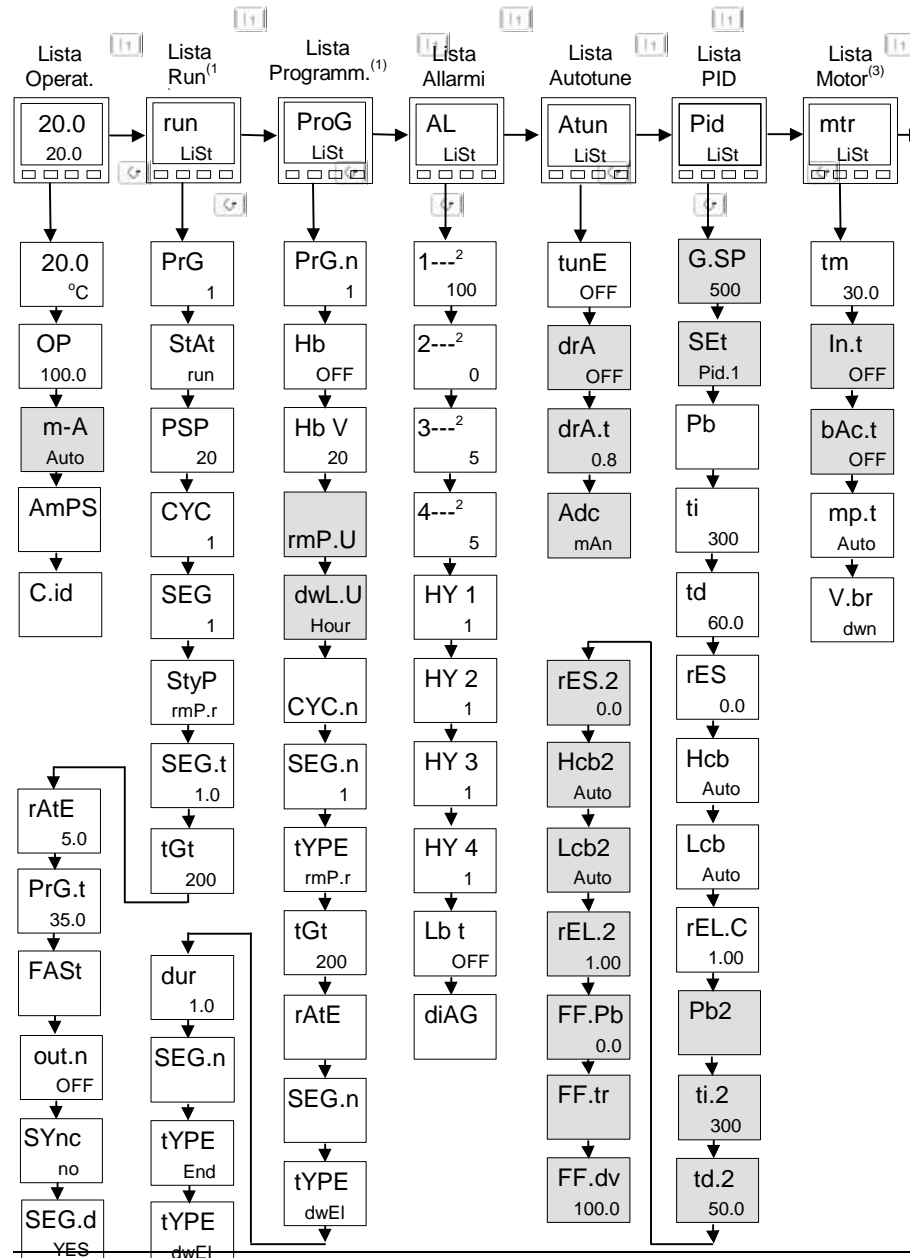 Lista Operat.
Lista Run(1
`
Lista Programm.(1)
Lista Allarmi
Lista Autotune
Lista PID
Lista Motor(3)
20.0
20.0
run
LiSt
ProG
LiSt
AL
LiSt
Atun
LiSt
Pid
LiSt
mtr
LiSt
20.0
oC
OP
100.0
m-A
Auto
AmPS
C.id
PrG
1
StAt
run
PSP
20
CYC
1
SEG
1
StyP
rmP.r
SEG.t
1.0
tGt
200
rAtE
5.0
PrG.t
35.0
FASt
out.n
OFF
SYnc
no
SEG.d
YES
PrG.n
1
Hb
OFF
Hb V
20
rmP.U
dwL.U
Hour
CYC.n
SEG.n
1
tYPE
rmP.r
tGt
200
rAtE
SEG.n
tYPE
dwEl
dur
1.0
SEG.n
tYPE
End
tYPE
dwEl
1---2
100
2---2
0
3---2
5
4---2
5
HY 1
1
HY 2
1
HY 3
1
HY 4
1
Lb t
OFF
diAG
tunE
OFF
drA
OFF
drA.t
0.8
Adc
mAn
G.SP
500
SEt
Pid.1
Pb
ti
300
td
60.0
rES
0.0
Hcb
Auto
Lcb
Auto
rEL.C
1.00
Pb2
ti.2
300
td.2
50.0
rES.2
0.0
Hcb2
Auto
Lcb2
Auto
rEL.2
1.00
FF.Pb
0.0
FF.tr
FF.dv
100.0
tm
30.0
In.t
OFF
bAc.t
OFF
mp.t
Auto
V.br
dwn